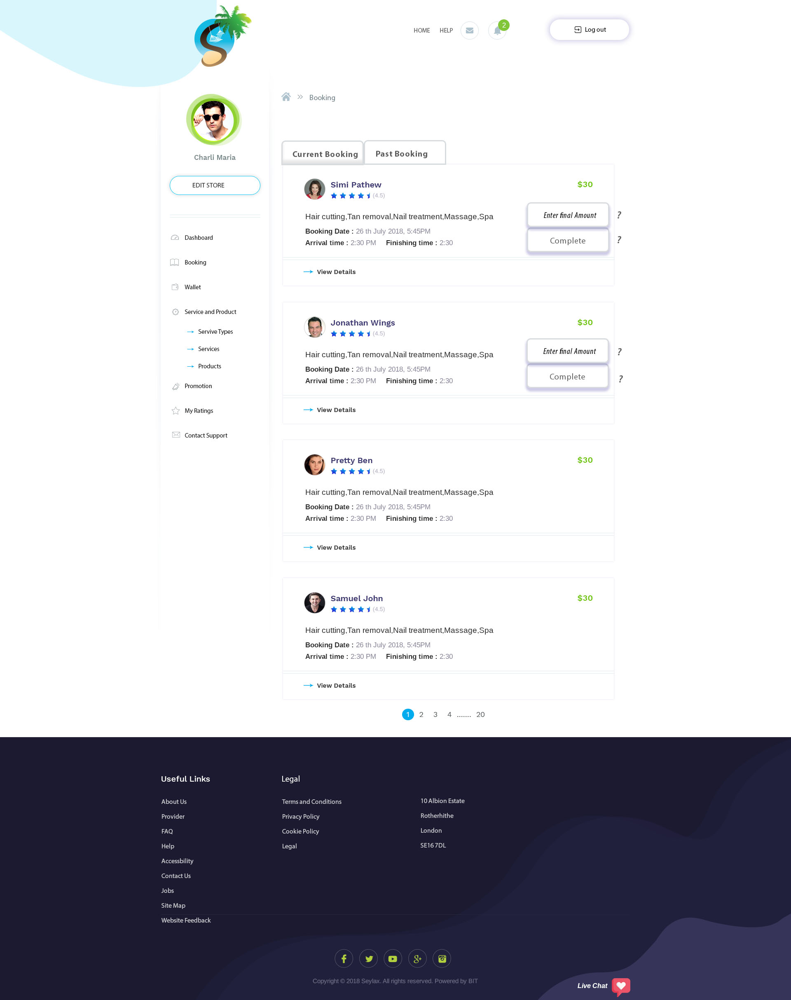 HOME HELP 2 Log out
Booking
Charli Maria
EDIT STORE
Dashboard
Booking
Wallet
Service and Product
Servive Types
Services
Products
Promotion
My Ratings
Contact Support
Current Booking Past Booking
Simi Pathew $30
(4.5)
Hair cutting,Tan removal,Nail treatment,Massage,Spa
Enter final Amount ?
Booking Date : 26 th July 2018, 5:45PM
Arrival time : 2:30 PM Finishing time : 2:30
Complete ?
View Details
Jonathan Wings $30
(4.5)
Hair cutting,Tan removal,Nail treatment,Massage,Spa
Enter final Amount ?
Booking Date : 26 th July 2018, 5:45PM
Arrival time : 2:30 PM Finishing time : 2:30
Complete ?
View Details
Pretty Ben $30
(4.5)
Hair cutting,Tan removal,Nail treatment,Massage,Spa
Booking Date : 26 th July 2018, 5:45PM
Arrival time : 2:30 PM Finishing time : 2:30
View Details
Samuel John $30
(4.5)
Hair cutting,Tan removal,Nail treatment,Massage,Spa
Booking Date : 26 th July 2018, 5:45PM
Arrival time : 2:30 PM Finishing time : 2:30
View Details
1 2 3 4 ....... 20
Useful Links
About Us
Provider
FAQ
Help
Accessbility
Contact Us
Jobs
Site Map
Website Feedback
Legal
Terms and Conditions
Privacy Policy
Cookie Policy
Legal
10 Albion Estate
Rotherhithe
London
SE16 7DL
Copyright © 2018 Seylax. All rights reserved. Powered by BIT
Live Chat